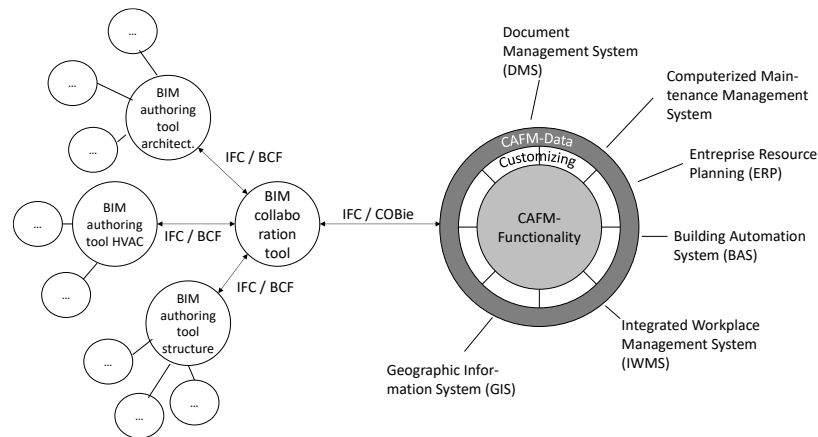 ...
...
...
BIM
authoring
tool
architect.
IFC / BCF
...
...
BIM
authoring
tool HVAC
IFC / BCF
BIM
collabo
ration
tool
IFC / BCF
BIM
authoring
tool
structure
...
...
...
IFC / COBie
CAFM-Data
Customizing
CAFM-
Functionality
Document
Management System
(DMS)
Computerized Main-
tenance Management
System
Entreprise Resource
Planning (ERP)
Building Automation
System (BAS)
Integrated Workplace
Management System
(IWMS)
Geographic Infor-
mation System (GIS)